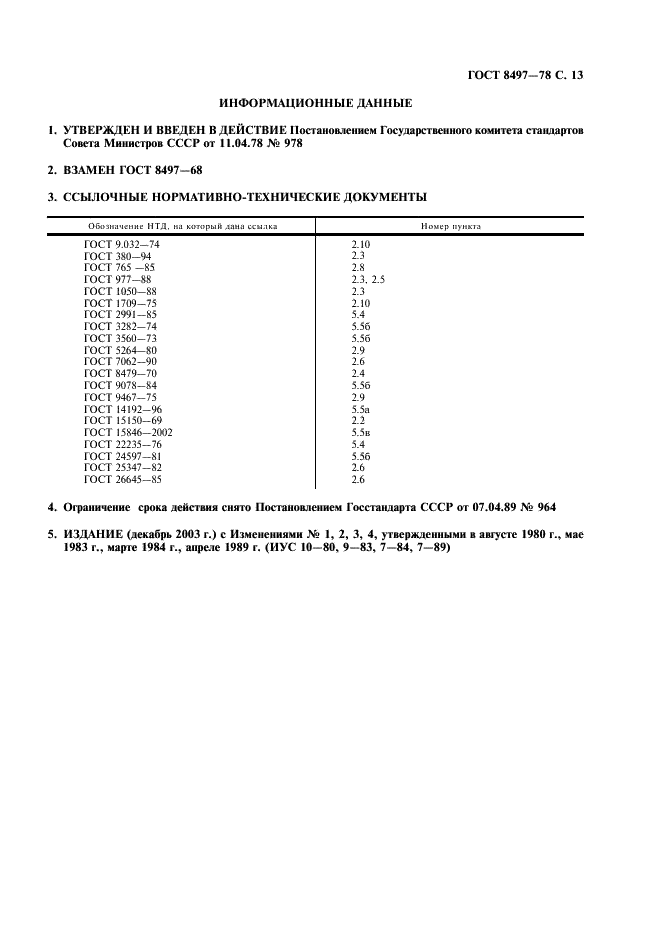 ГОСТ 8497—78 С. 13
ИНФОРМАЦИОННЫЕ ДАННЫЕ
1. УТВЕРЖДЕН И ВВЕДЕН В ДЕЙСТВИЕ Постановлением Государственного комитета стандартов
Совета Министров СССР от 11.04.78 № 978
2. ВЗАМЕН ГОСТ 8497—68
3. ССЫЛОЧНЫЕ НОРМАТИВНО-ТЕХНИЧЕСКИЕ ДОКУМЕНТЫ
Обозначение НТД, на который дана ссылка Номер пункта
ГОСТ 9.032—74 2.10
ГОСТ 380—94 2.3
ГОСТ 765 —85 2.8
ГОСТ 977—88 2.3, 2.5
ГОСТ 1050—88 2.3
ГОСТ 1709—75 2.10
ГОСТ 2991—85 5.4
ГОСТ 3282—74 5.5б
ГОСТ 3560—73 5.5б
ГОСТ 5264—80 2.9
ГОСТ 7062—90 2.6
ГОСТ 8479—70 2.4
ГОСТ 9078—84 5.5б
ГОСТ 9467—75 2.9
ГОСТ 14192—96 5.5а
ГОСТ 15150—69 2.2
ГОСТ 15846—2002 5.5в
ГОСТ 22235—76 5.4
ГОСТ 24597—81 5.5б
ГОСТ 25347—82 2.6
ГОСТ 26645—85 2.6
4. Ограничение срока действия снято Постановлением Госстандарта СССР от 07.04.89 № 964
5. ИЗДАНИЕ (декабрь 2003 г.) с Изменениями № 1, 2, 3, 4, утвержденными в августе 1980 г., мае
1983 г., марте 1984 г., апреле 1989 г. (ИУС 10—80, 9—83, 7—84, 7—89)